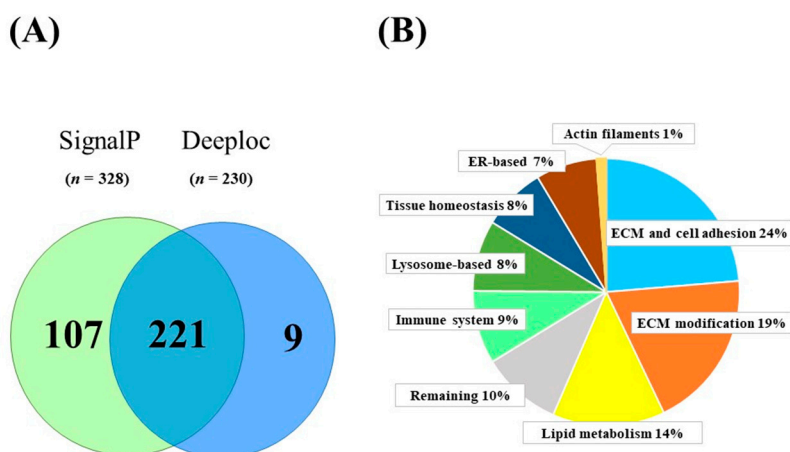 (A)
SignalP Deeploc
(n = 328) (n = 230)
107 221 9
(B)
Actin filaments 1%
ER-based 7%
Tissue homeostasis 8%
ECM and cell adhesion 24%
Lysosome-based 8%
Immune system 9%
ECM modification 19%
Remaining 10%
Lipid metabolism 14%